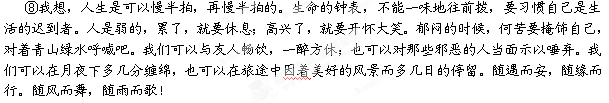 ⑧我想，人生是可以慢半拍，再慢半拍的。生命的钟表，不能一味地往前拨，要习惯自己是生
活的迟到者。人是弱的，累了，就要休息；高兴了，就要开怀大笑。郁闷的时候，何苦要掩饰自己，
对着青山绿水呼喊吧。我们可以与友人畅饮，一醉方休；也可以对那些邪恶的人当面示以唾弃。我
们可以在月夜下多几分缠绵，也可以在旅途中因着美好的风景而多几日的停留。随遇而安，随缘而
行。随风而舞，随雨而歌！